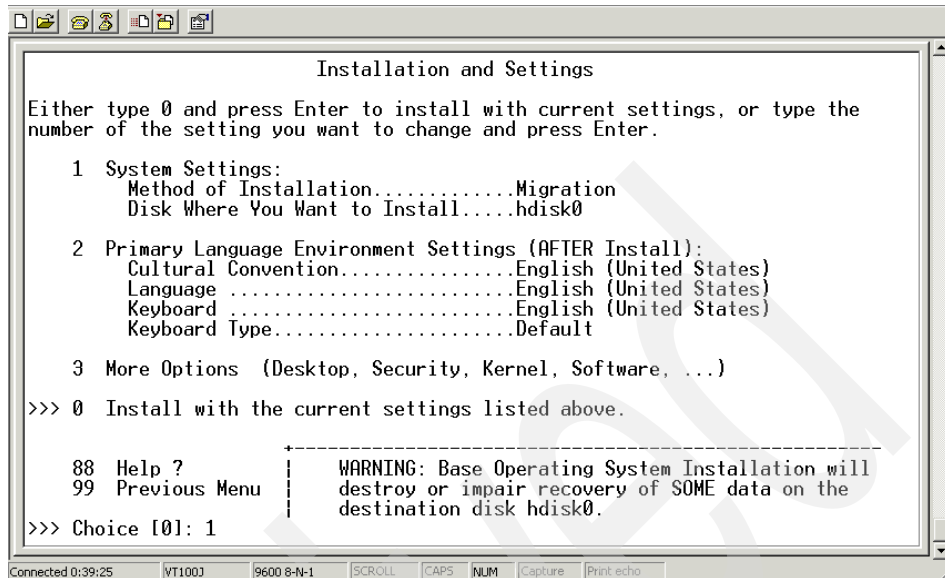 Installation and Settings
Either type 0 and press Enter to install with current settings, or type the
number of the setting you want to change and press Enter.
1 System Settings:
Method of Installation.............Migration
Disk Where You Want to Install.....hdisk0
2 Primary Language Environment Settings (AFTER Install):
Cultural Convention................English (United States)
Language ..........................English (United States)
Keyboard ..........................English (United States)
Keyboard Type......................Default
3 More Options (Desktop, Security, Kernel, Software, ...)
>>> 0 Install with the current settings listed above.
88 Help ?
99 Previous Menu
WARNING: Base Operating System Installation will
destroy or impair recovery of SOME data on the
destination disk hdisk0.
>>> Choice [0]: 1
Connected 0:39:25 VT100J 9600 8-N-1 SCROLL CAPS NUM Capture Print echo